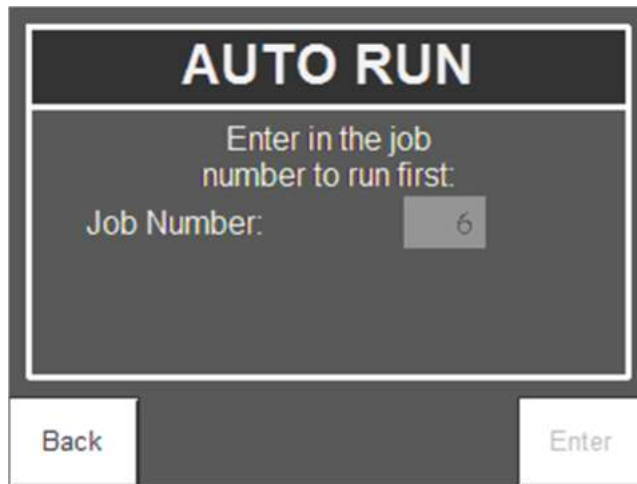 AUTO RUN
Enter in the job
number to run first:
Job Number: 6
Back
Enter